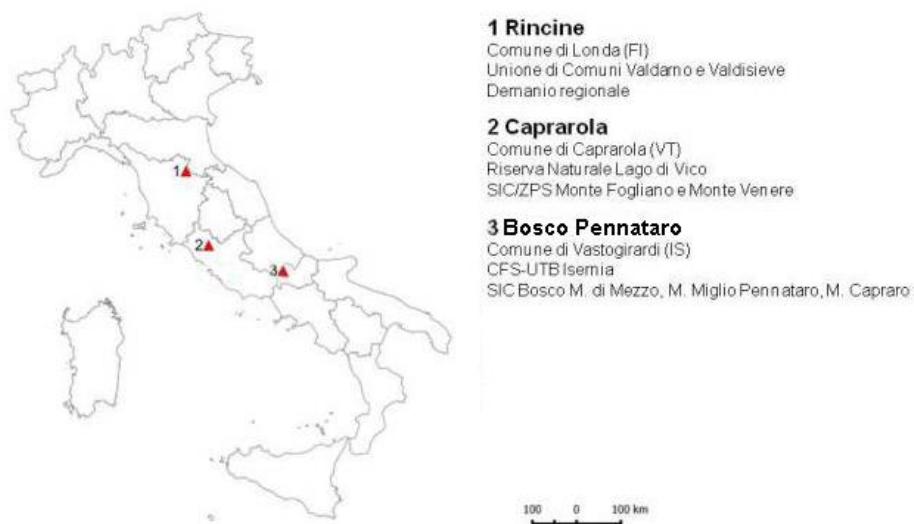 1 Rincine
Comune di Londa (FI)
Unione di Comuni Valdarno e Valdisieve
Demanio regionale
2 Caprarola
Comune di Caprarola (VT)
Riserva Naturale Lago di Vico
SIC/ZPS Monte Fogliano e Monte Venere
3 Bosco Pennataro
Comune di Vastogirardi (IS)
CFS-UTB Isernia
SIC Bosco M. di Mezzo, M. Miglio Pennataro, M. Capraro
1
2
3
100 0 100 km